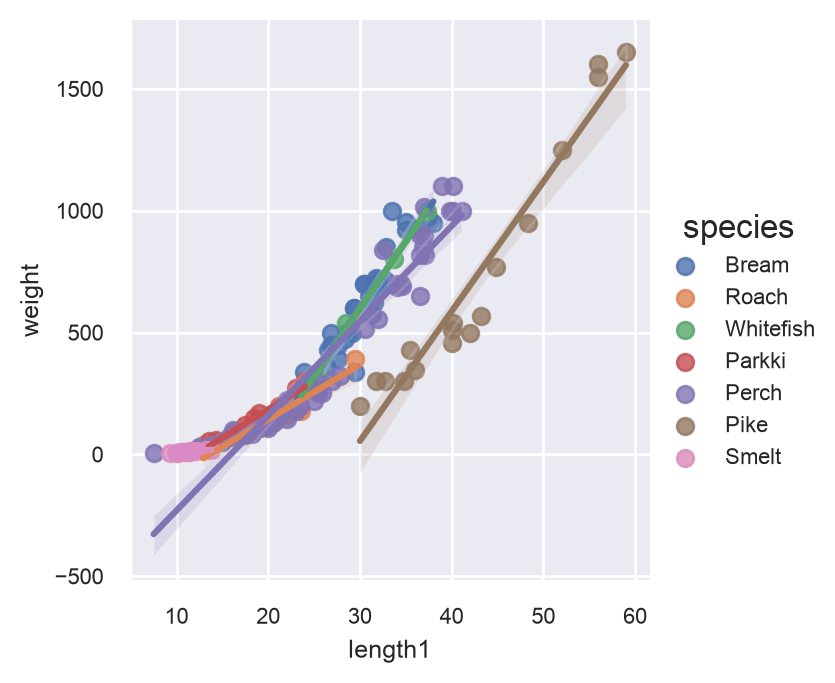 1500
1000
500
0
−500
10 20 30 40 50 60
length1
weight
species
Bream
Roach
Whitefish
Parkki
Perch
Pike
Smelt